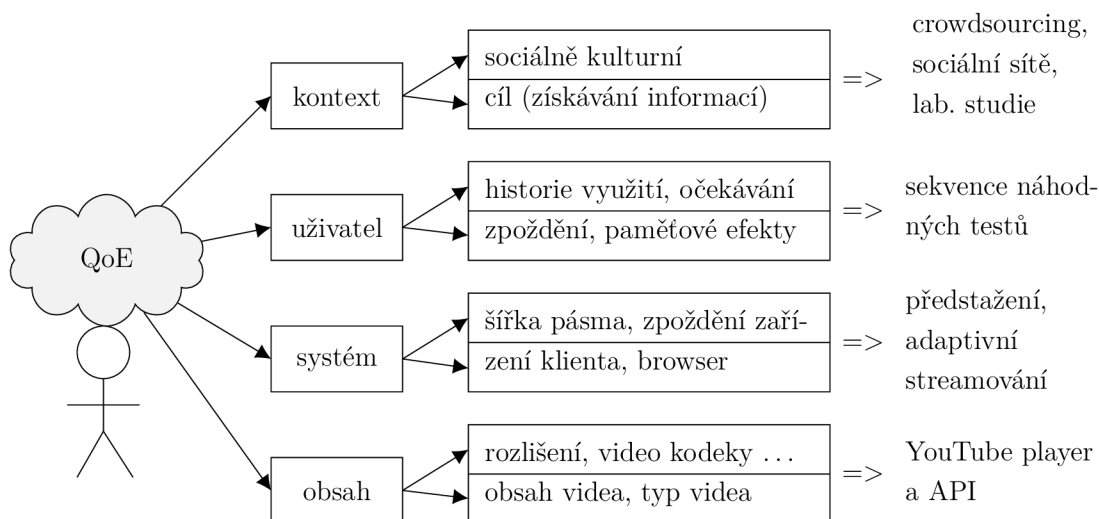 QoE
kontext
sociálně kulturní
cíl (získávání informací)
=>
crowdsourcing,
sociální sítě,
lab. studie
uživatel
historie využití, očekávání
zpoždění, paměťové efekty
=>
sekvence náhod-
ných testů
systém
šířka pásma, zpoždění zaří-
zení klienta, browser
=>
předstažení,
adaptivní
streamování
obsah
rozlišení, video kodeky ...
obsah videa, typ videa
=>
YouTube player
a API